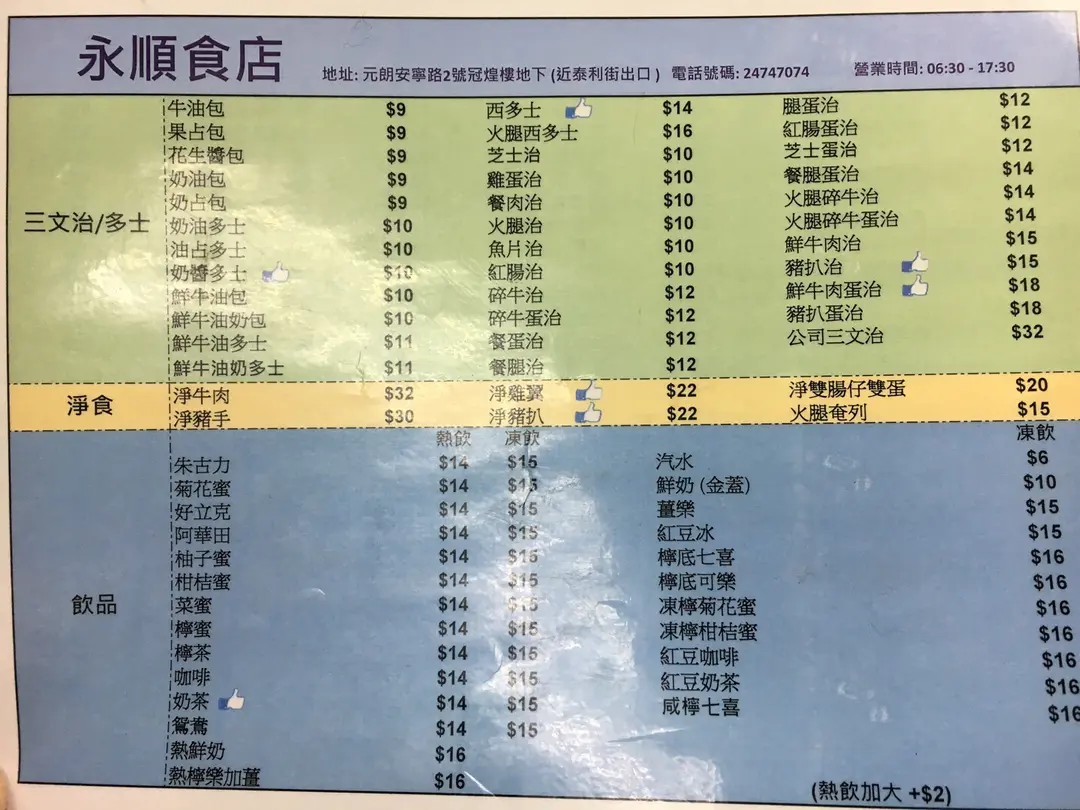 永順食店 地址: 元朗安寧路2號冠煌樓地下 (近泰利街出口) 電話號碼: 24747074 營業時間: 06:30 - 17:30
三文治/多士
牛油包 $9 西多士 $14 腿蛋治 $12
果占包 $9 火腿西多士 $16 紅腸蛋治 $12
花生醬包 $9 芝士治 $10 芝士蛋治 $12
奶油包 $9 雞蛋治 $10 餐腿蛋治 $14
奶占包 $9 餐肉治 $10 火腿碎牛治 $14
奶油多士 $10 火腿治 $10 火腿碎牛蛋治 $14
油占多士 $10 魚片治 $10 鮮牛肉治 $15
奶醬多士 $10 紅腸治 $10 豬扒治 $15
鮮牛油包 $10 碎牛治 $12 鮮牛肉蛋治 $18
鮮牛油奶包 $10 碎牛蛋治 $12 豬扒蛋治 $18
鮮牛油多士 $11 餐蛋治 $12 公司三文治 $32
鮮牛油奶多士 $11 餐腿治 $12
淨食
淨牛肉 $32 淨雞翼 $22 淨雙腸仔雙蛋 $20
淨豬手 $30 淨豬扒 $22 火腿奄列 $15
飲品
熱飲 凍飲 凍飲
朱古力 $14 $15 汽水 $6
菊花蜜 $14 $15 鮮奶 (金蓋) $10
好立克 $14 $15 薑樂 $15
阿華田 $14 $15 紅豆冰 $15
柚子蜜 $14 $15 檸底七喜 $16
柑桔蜜 $14 $15 檸底可樂 $16
菜蜜 $14 $15 凍檸菊花蜜 $16
檸蜜 $14 $15 凍檸柑桔蜜 $16
檸茶 $14 $15 紅豆咖啡 $16
咖啡 $14 $15 紅豆奶茶 $16
奶茶 $14 $15 咸檸七喜 $16
鴛鴦 $14 $15
熱鮮奶 $16
熱檸樂加薑 $16
(熱飲加大 +$2)